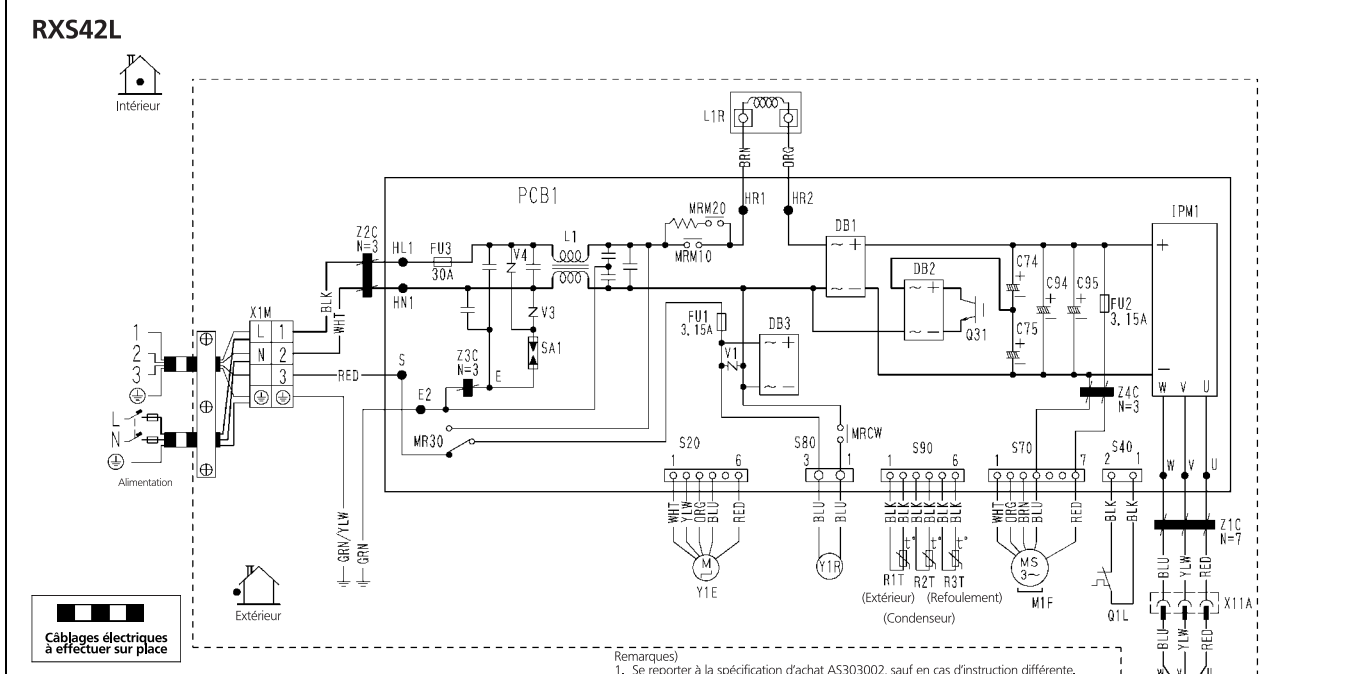 RXS42L
Intérieur
L1R
BRN
ORG
PCB1
HR1
HR2
MRM20
MRM10
DB1
IPM1
Z2C
N=3
HL1
FU3
30A
L1
V4
HN1
DB2
C74
C94
C95
FU2
3.15A
Q31
C75
X1M
BLK
WHT
L 1
N 2
3
1
2
3
V3
SA1
FU1
3.15A
V1
DB3
S
RED
Z3C
N=3
E
E2
Z4C
N=3
W V U
L
N
MR30
MRCW
S20
1 6
S80
3 1
S90
1 6
S70
1 7
S40
2 1
W V U
Alimentation
GRN/YLW
GRN
WHT
YLW
ORG
BLU
RED
BLU
BLU
BLK
BLK
BLK
BLK
BLK
BLK
WHT
ORG
BRN
BLU
RED
BLK
BLK
Z1C
N=7
BLU
YLW
RED
M
Y1E
Y1R
t°
t°
t°
R1T
R2T
R3T
(Extérieur)
(Refoulement)
(Condenseur)
MS
3~
M1F
Q1L
X11A
BLU
YLW
RED
W V U
Extérieur
Câblages électriques
à effectuer sur place
Remarques)
1. Se reporter à la spécification d'achat AS303002, sauf en cas d'instruction différente.